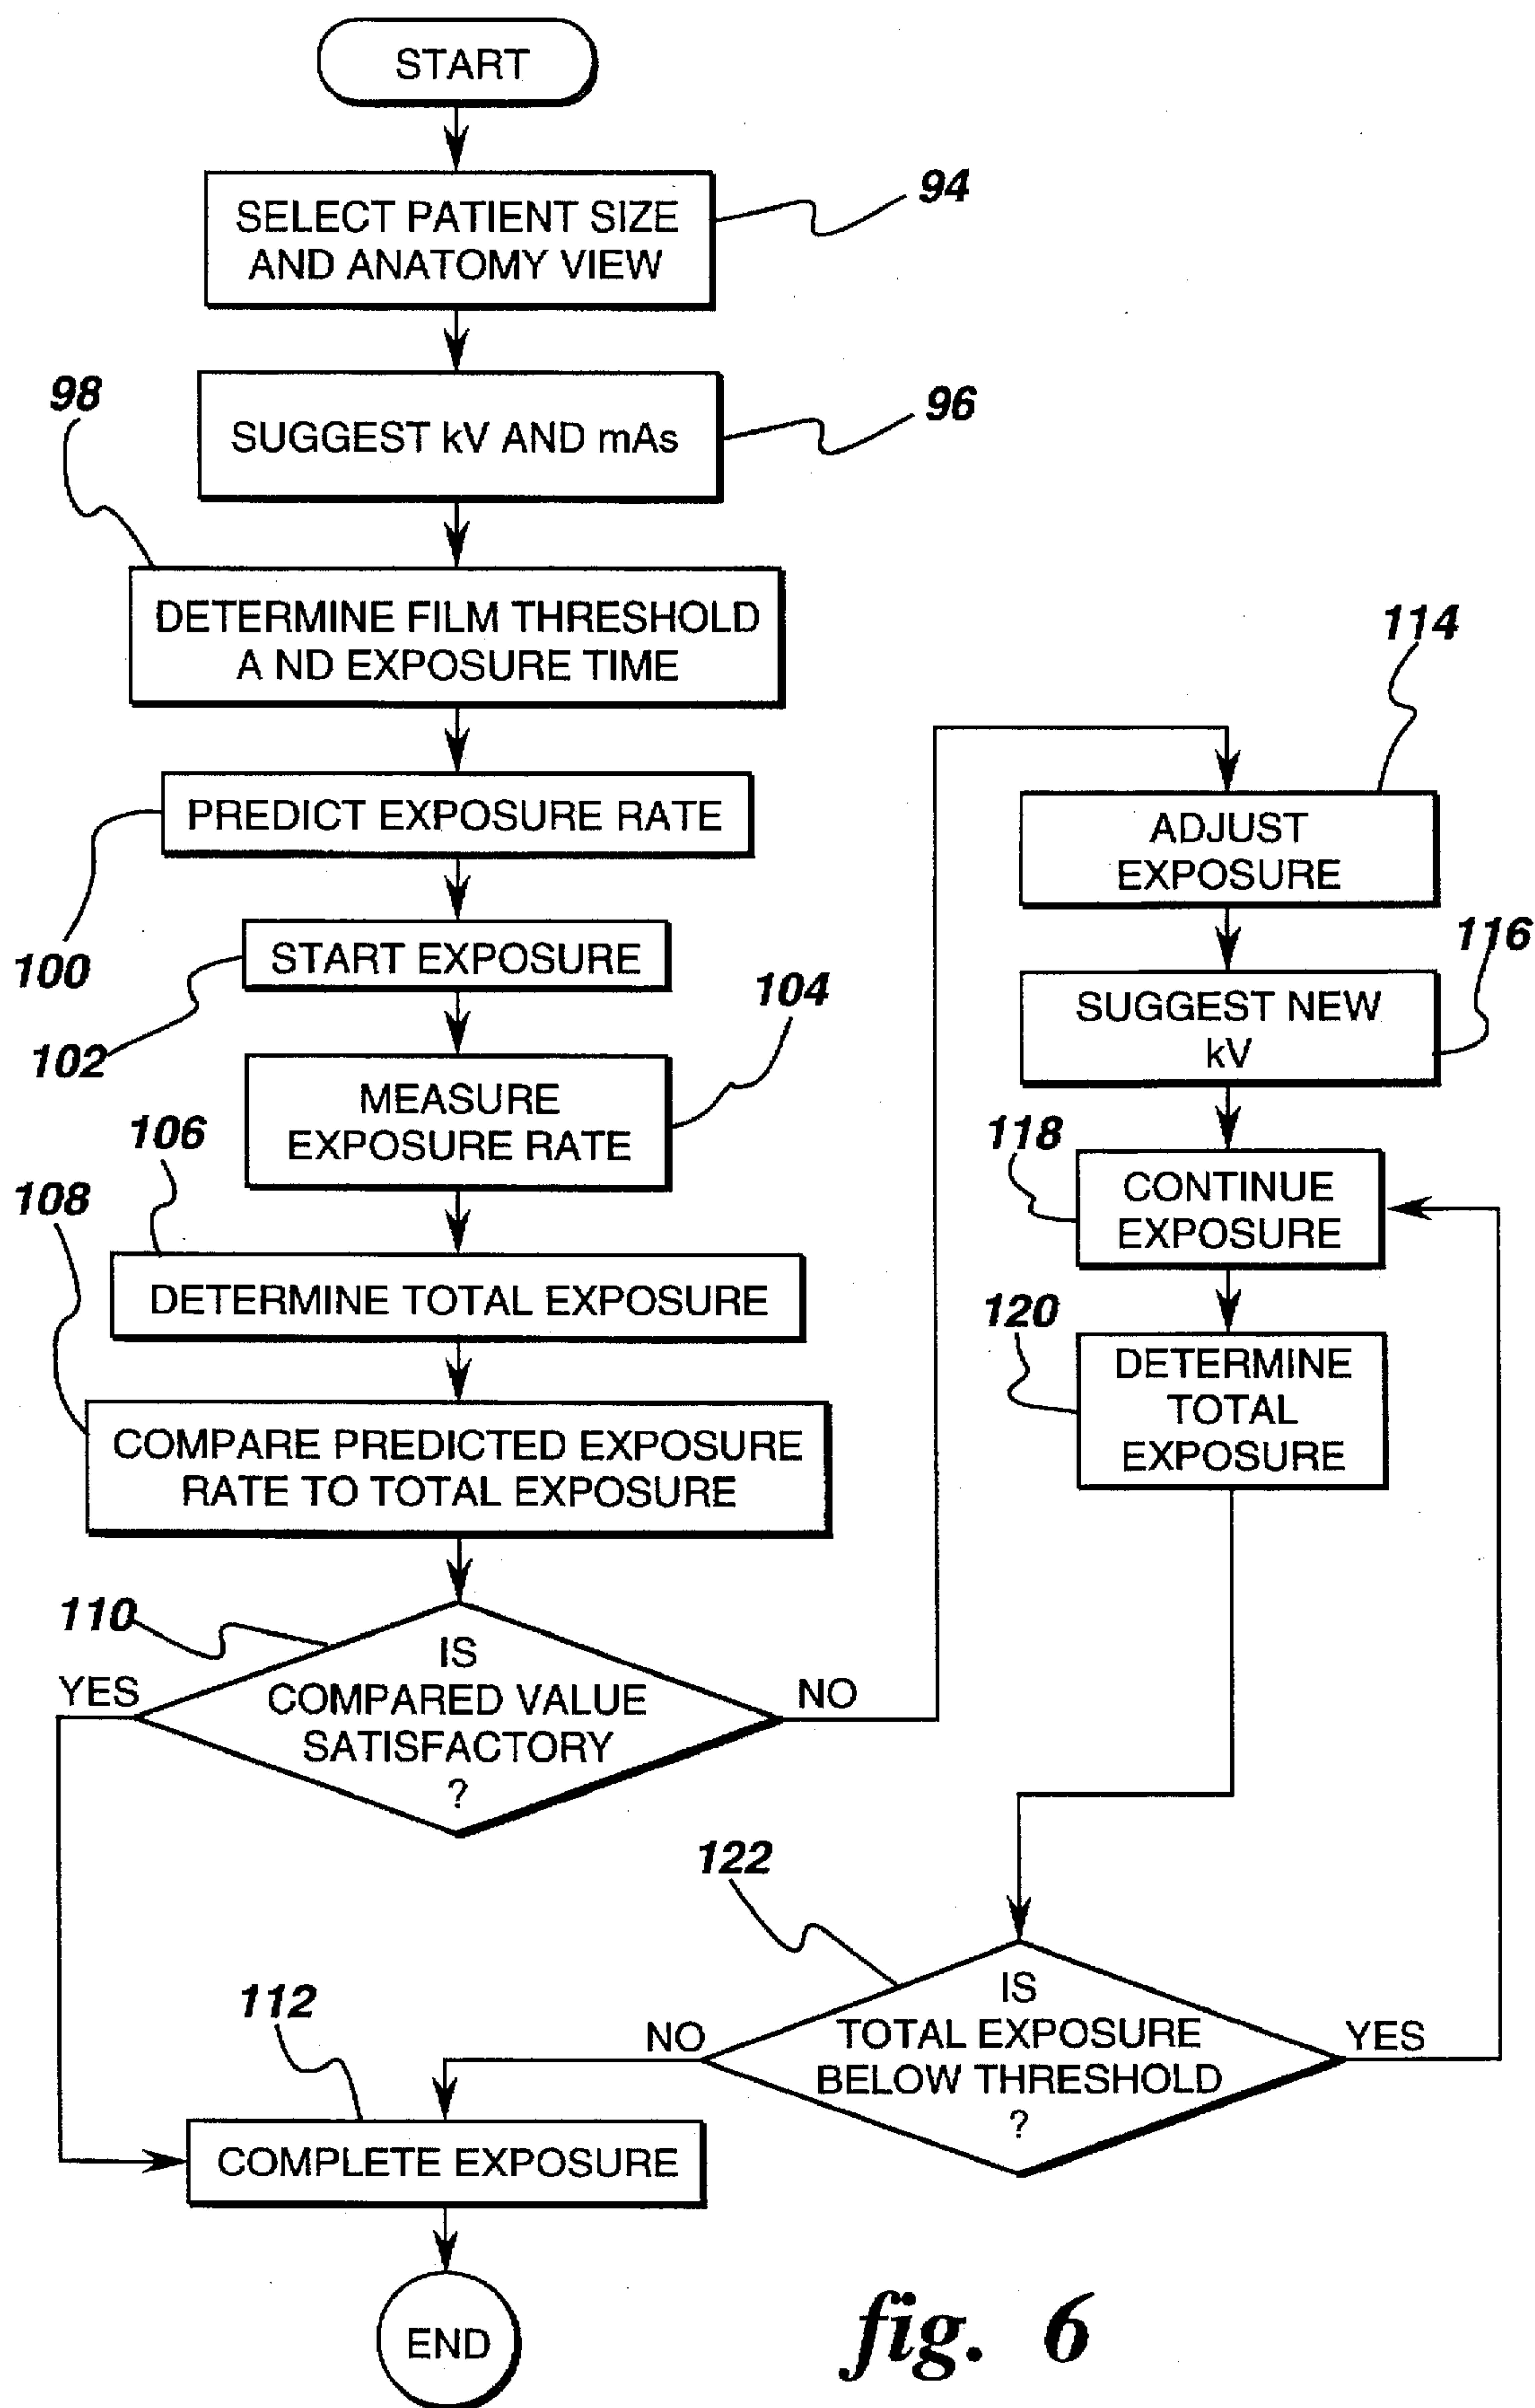 START
SELECT PATIENT SIZE
AND ANATOMY VIEW
94
SUGGEST kV AND mAs
96
98
DETERMINE FILM THRESHOLD
A ND EXPOSURE TIME
PREDICT EXPOSURE RATE
100
START EXPOSURE
102
MEASURE
EXPOSURE RATE
104
106
DETERMINE TOTAL EXPOSURE
108
COMPARE PREDICTED EXPOSURE
RATE TO TOTAL EXPOSURE
110
IS
COMPARED VALUE
SATISFACTORY
?
YES
NO
114
ADJUST
EXPOSURE
116
SUGGEST NEW
kV
118
CONTINUE
EXPOSURE
120
DETERMINE
TOTAL
EXPOSURE
122
IS
TOTAL EXPOSURE
BELOW THRESHOLD
?
NO
YES
112
COMPLETE EXPOSURE
END
fig. 6